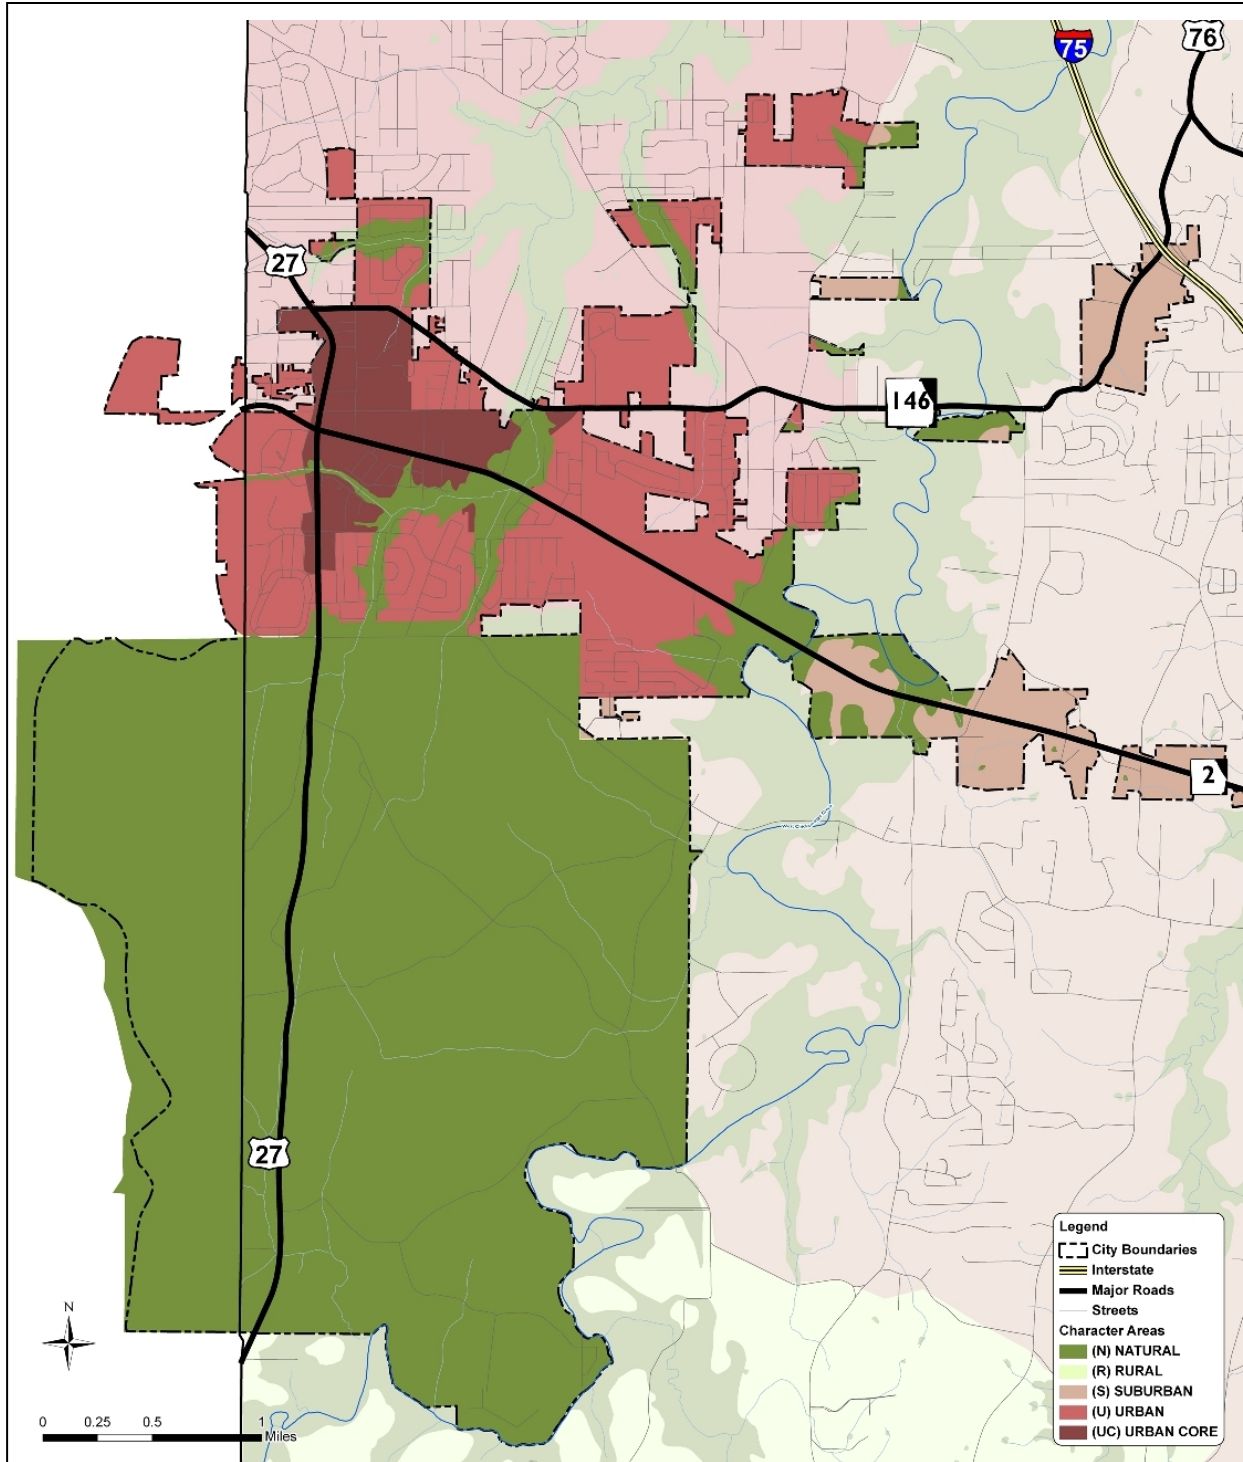 76
75
27
146
2
27
Legend
City Boundaries
Interstate
Major Roads
Streets
Character Areas
(N) NATURAL
(R) RURAL
(S) SUBURBAN
(U) URBAN
(UC) URBAN CORE
N
0 0.25 0.5 1
Miles